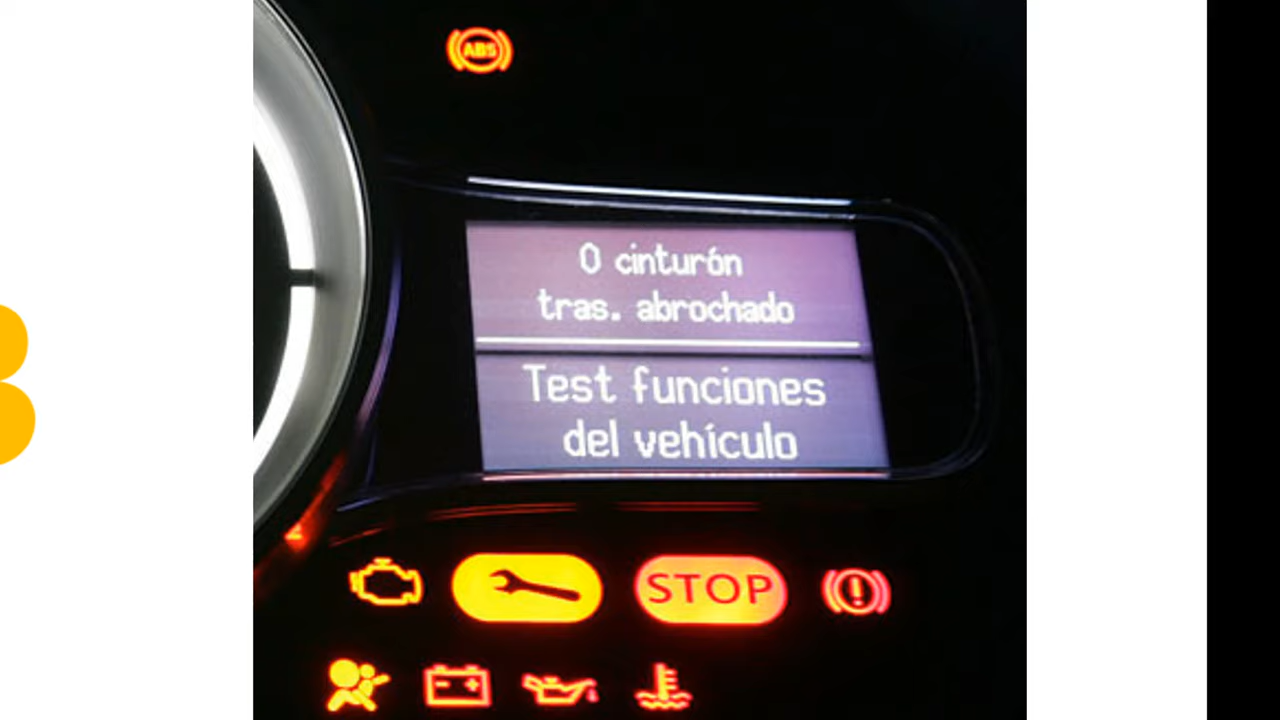 ABS
0 cinturón
tras. abrochado
Test funciones
del vehículo
STOP